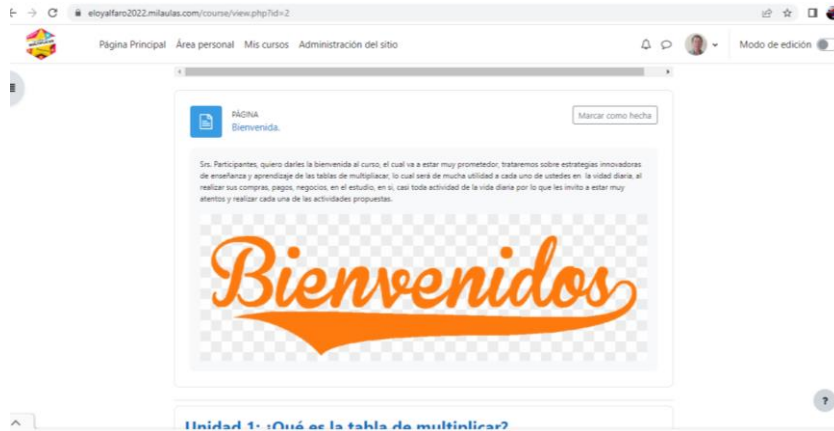 eloyalfaro2022.milaulas.com/course/view.php?id=2
Página Principal Área personal Mis cursos Administración del sitio
Modo de edición
PÁGINA
Bienvenida.
Marcar como hecha
Srs. Participantes, quiero darles la bienvenida al curso, el cual va a estar muy prometedor, trataremos sobre estrategias innovadoras
de enseñanza y aprendizaje de las tablas de multiplicar, lo cual será de mucha utilidad a cada uno de ustedes en la vidad diaria, al
realizar sus compras, pagos, negocios, en el estudio, en si, casi toda actividad de la vida diaria por lo que les invito a estar muy
atentos y realizar cada una de las actividades propuestas.
Bienvenidos
?
Unidad 1: ¿Qué es la tabla de multiplicar?